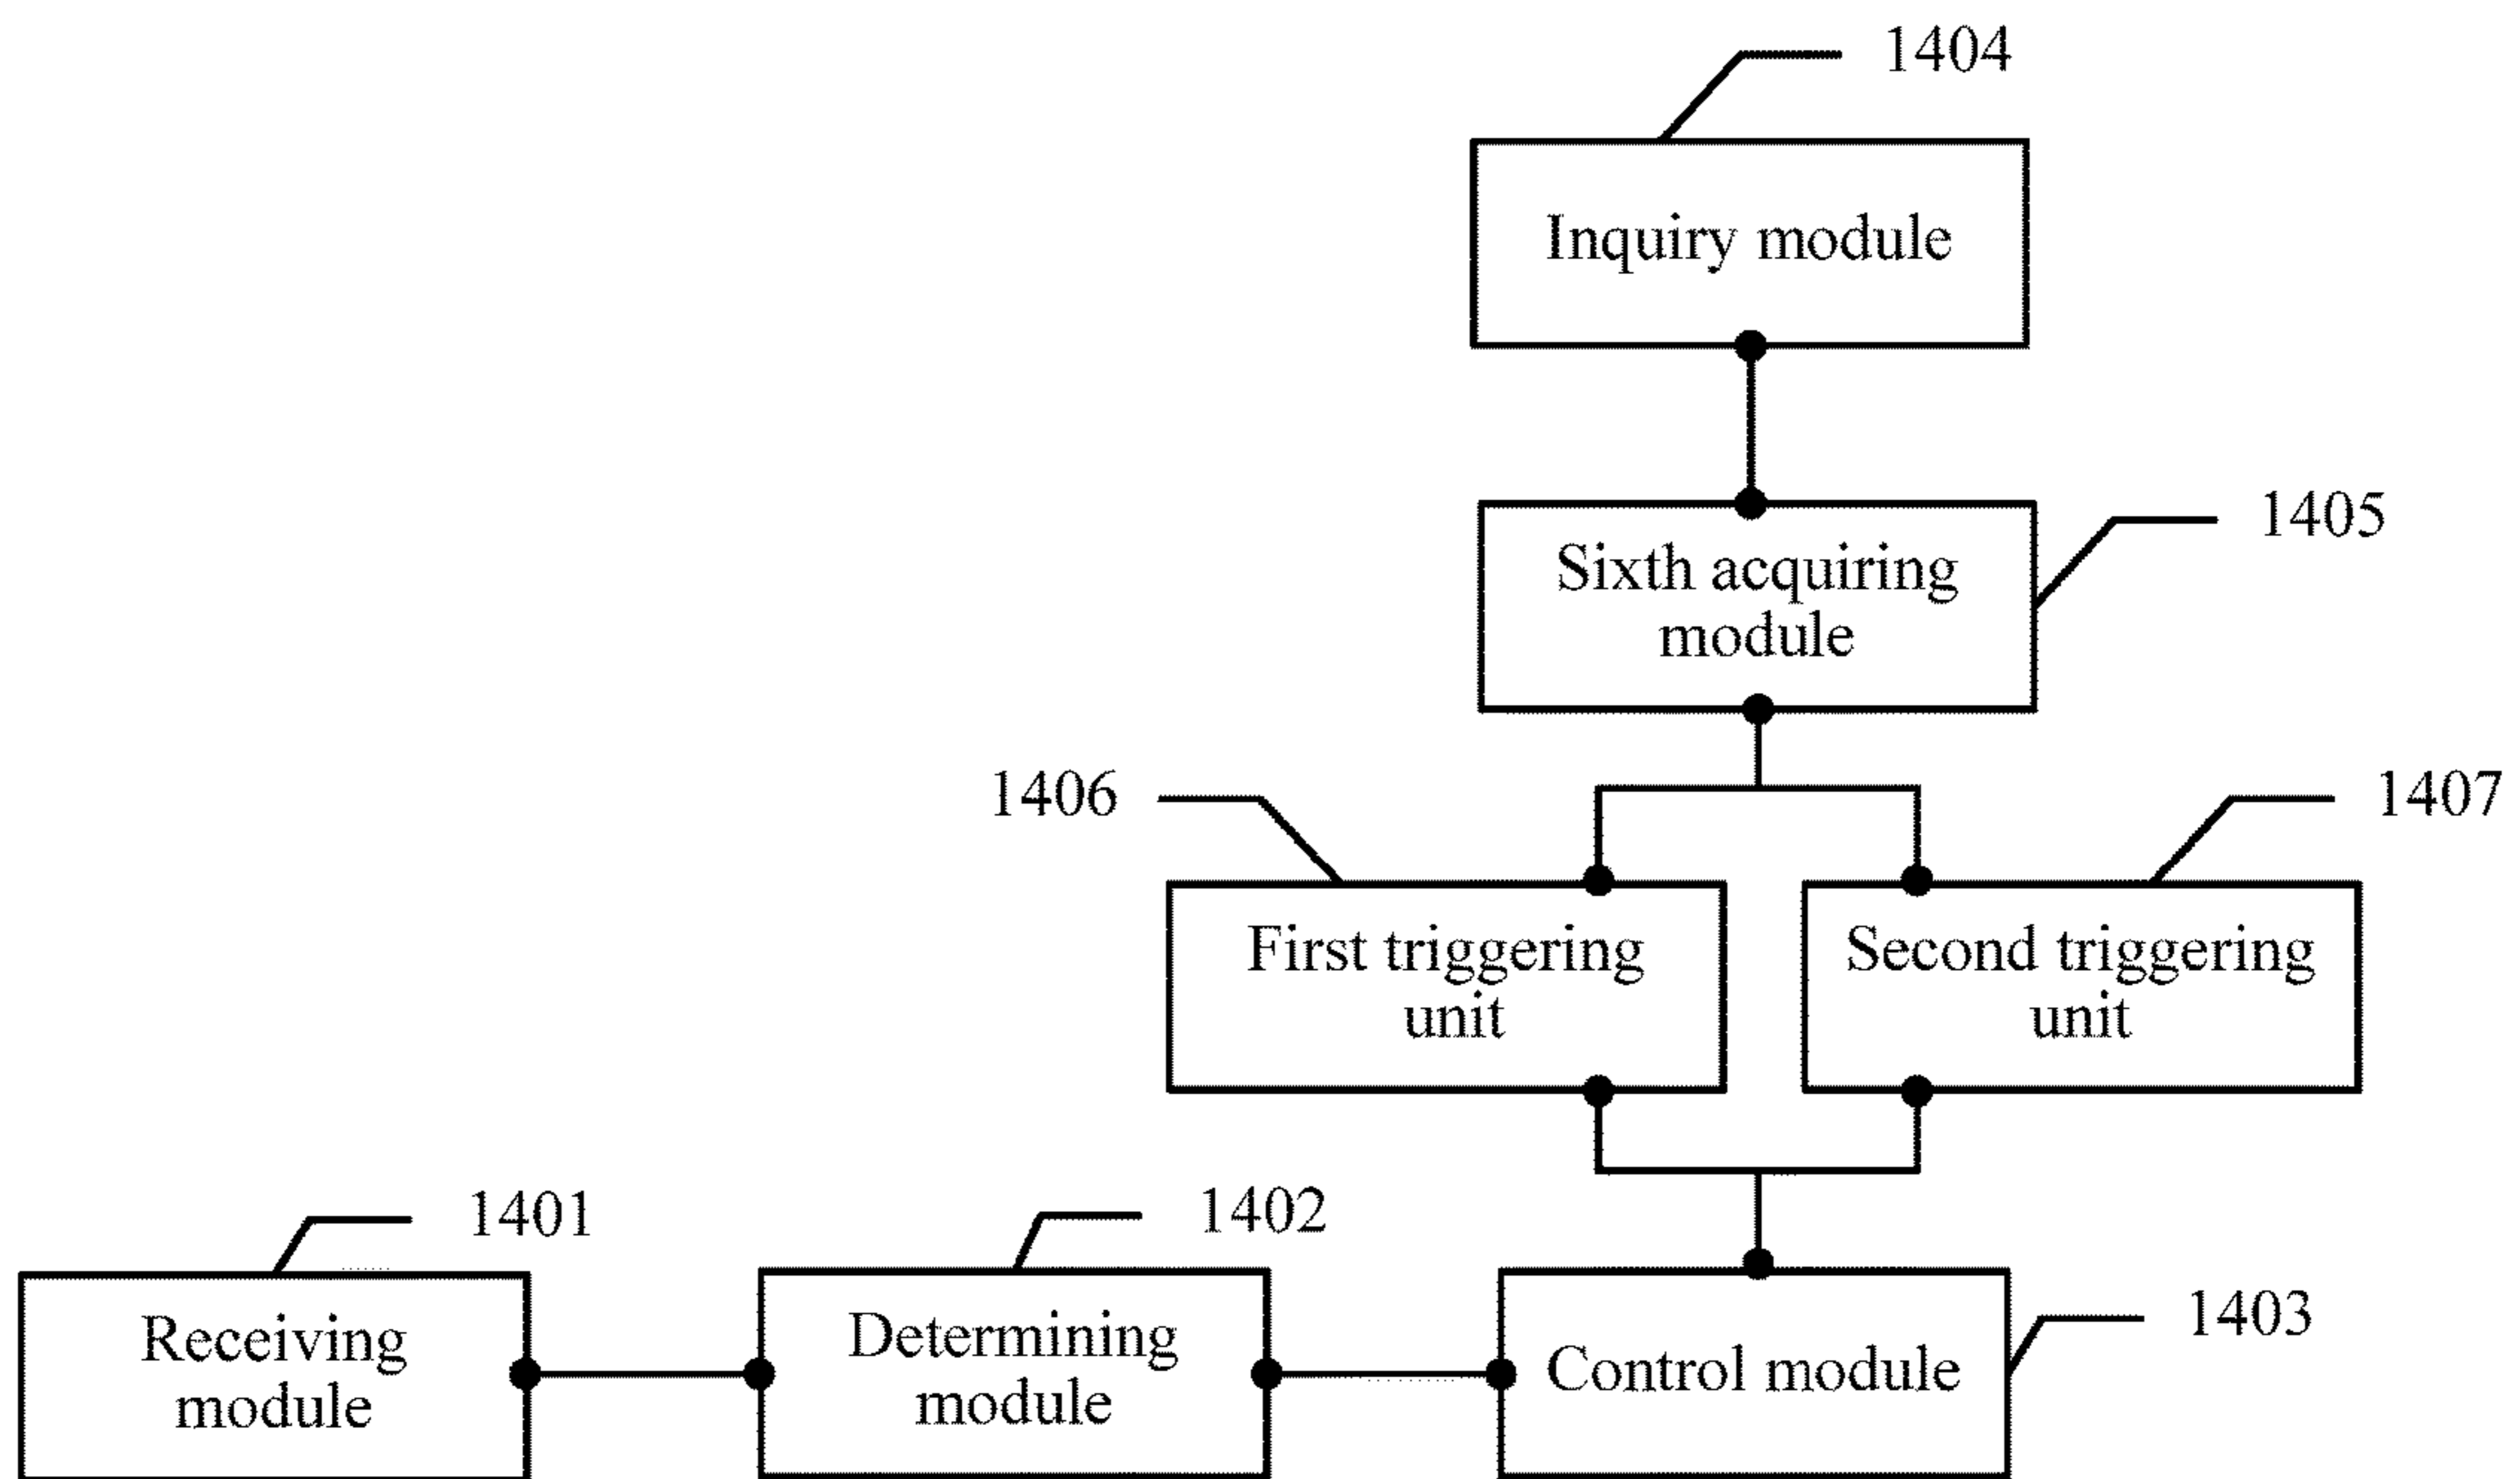 1404
Inquiry module
1405
Sixth acquiring
module
1406
1407
First triggering
unit
Second triggering
unit
1401
1402
1403
Receiving
module
Determining
module
Control module